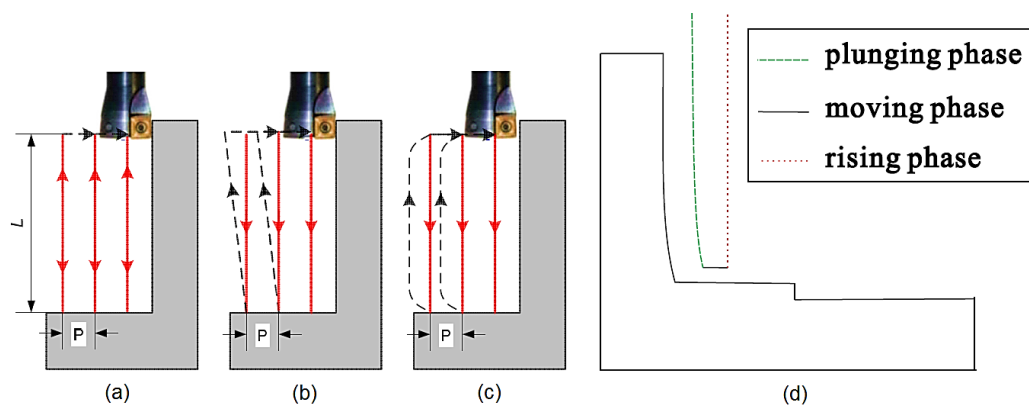 plunging phase
moving phase
rising phase
L
P
P
P
(a)
(b)
(c)
(d)